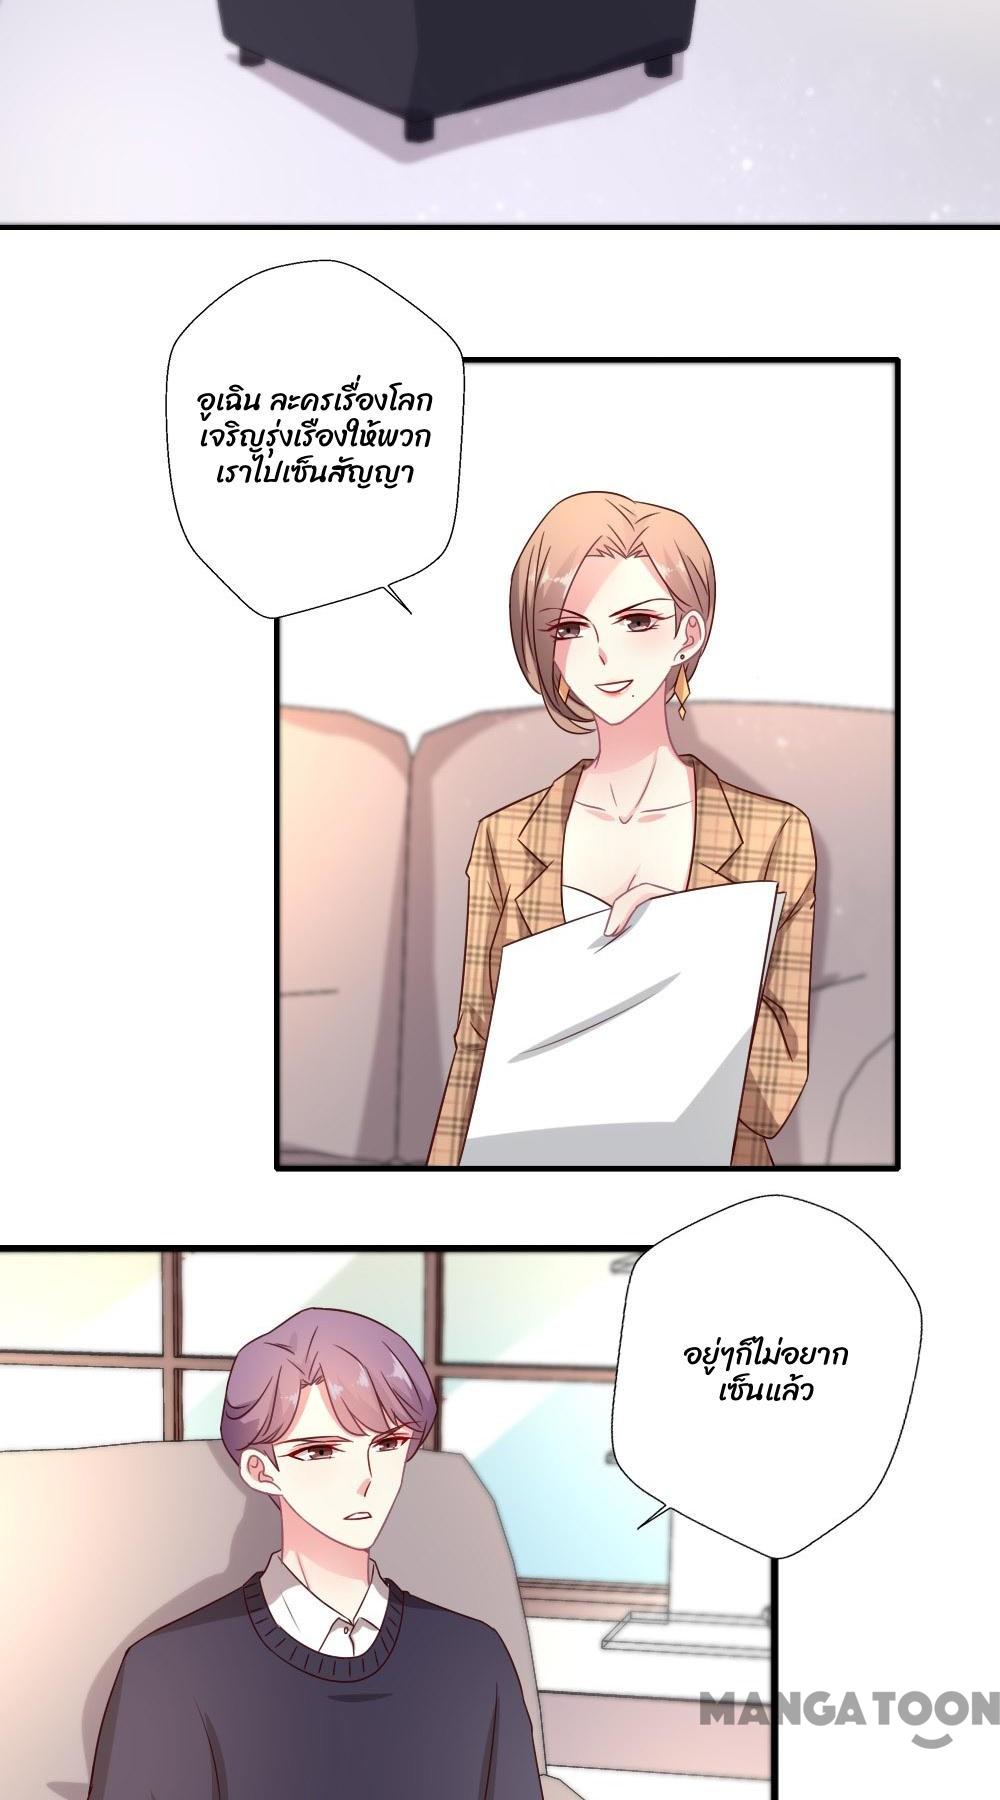 อูเฉิน ละครเรื่องโลก
เจริญรุ่งเรืองให้พวก
เราไปเซ็นสัญญา
อยู่ๆก็ไม่อยาก
เซ็นแล้ว
MANGATOON